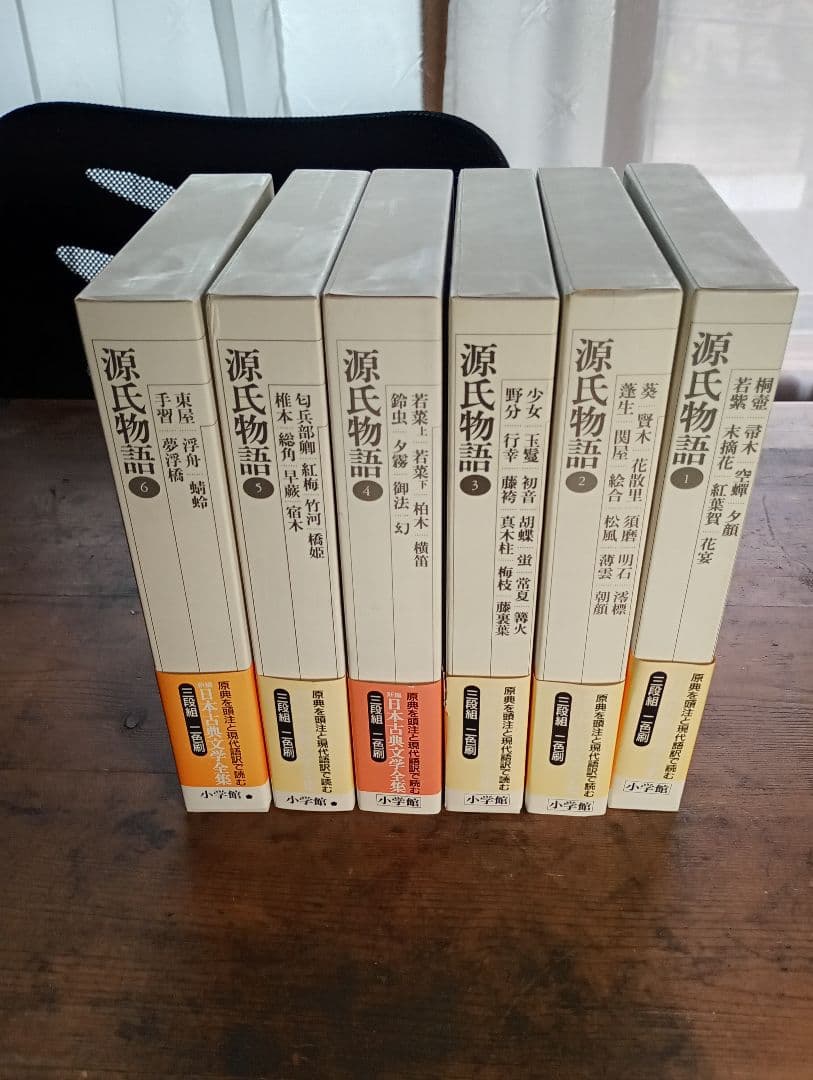 桐壺 帚木 空蟬 夕顔
若紫 末摘花 紅葉賀 花宴
源氏物語 1
原典を頭注と現代語訳で読む
三段組 二色刷
小学館
葵 賢木 花散里 須磨 明石 澪標
蓬生 関屋 絵合 松風 薄雲 朝顔
源氏物語 2
原典を頭注と現代語訳で読む
三段組 二色刷
小学館
少女 玉鬘 初音 胡蝶 螢 常夏 篝火
野分 行幸 藤袴 真木柱 梅枝 藤裏葉
源氏物語 3
原典を頭注と現代語訳で読む
三段組 二色刷
小学館
若菜上 若菜下 柏木 横笛
鈴虫 夕霧 御法 幻
源氏物語 4
原典を頭注と現代語訳で読む
新編 日本古典文学全集
三段組 二色刷
小学館
匂兵部卿 紅梅 竹河 橋姫
椎本 総角 早蕨 宿木
源氏物語 5
原典を頭注と現代語訳で読む
三段組 二色刷
小学館
東屋 浮舟 蜻蛉
手習 夢浮橋
源氏物語 6
原典を頭注と現代語訳で読む
新編 日本古典文学全集
三段組 二色刷
小学館